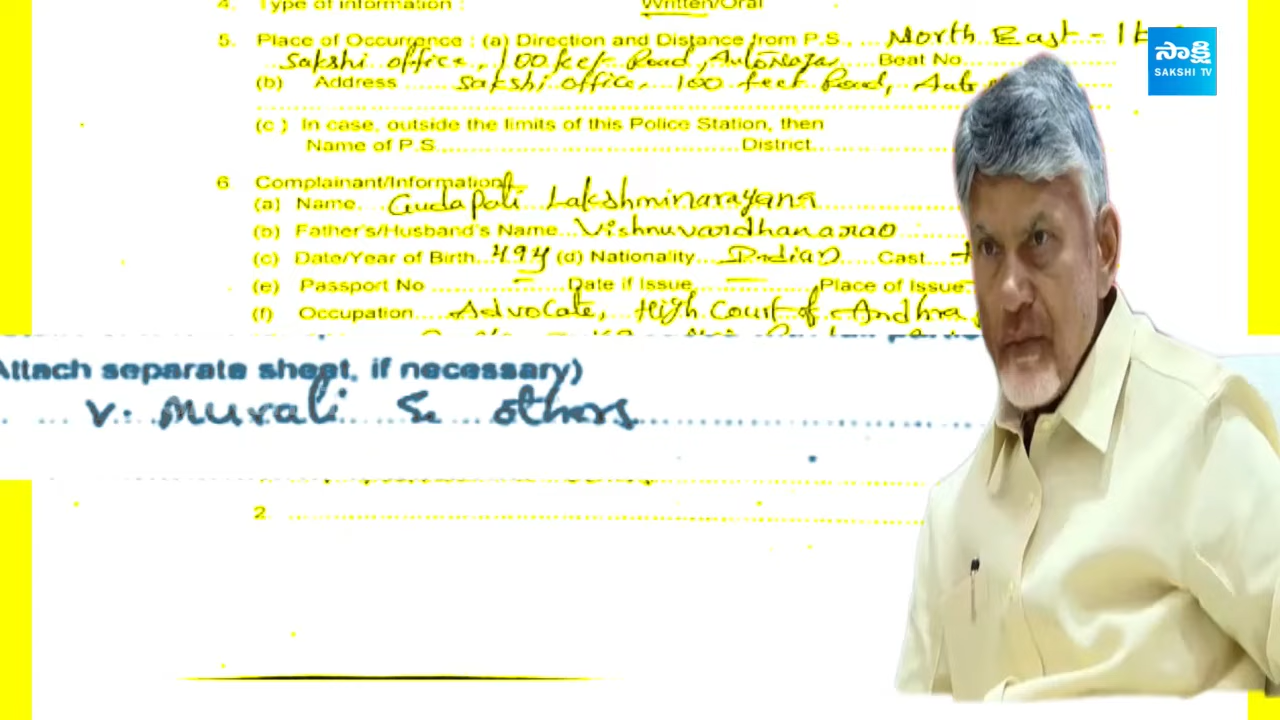 4. Type of information : Written/Oral
5. Place of Occurrence : (a) Direction and Distance from P.S., ... North East - 1
Sakshi office, 100 feet Road, AutoNagar Beat No
(b) Address Sakshi office, 100 feet Road, Auto
(c ) In case, outside the limits of this Police Station, then
Name of P.S. District
6 Complainant/Information
(a) Name. Gudapati Lakshminarayana
(b) Father's/Husband's Name Vishnuvardhanarao
(c) Date/Year of Birth (d) Nationality Indian Cast
(e) Passport No Date if Issue Place of Issue
(f) Occupation Advocate, High Court of Andhra
Attach separate sheet, if necessary)
V. Murali & others
2
సాక్షి
SAKSHI TV